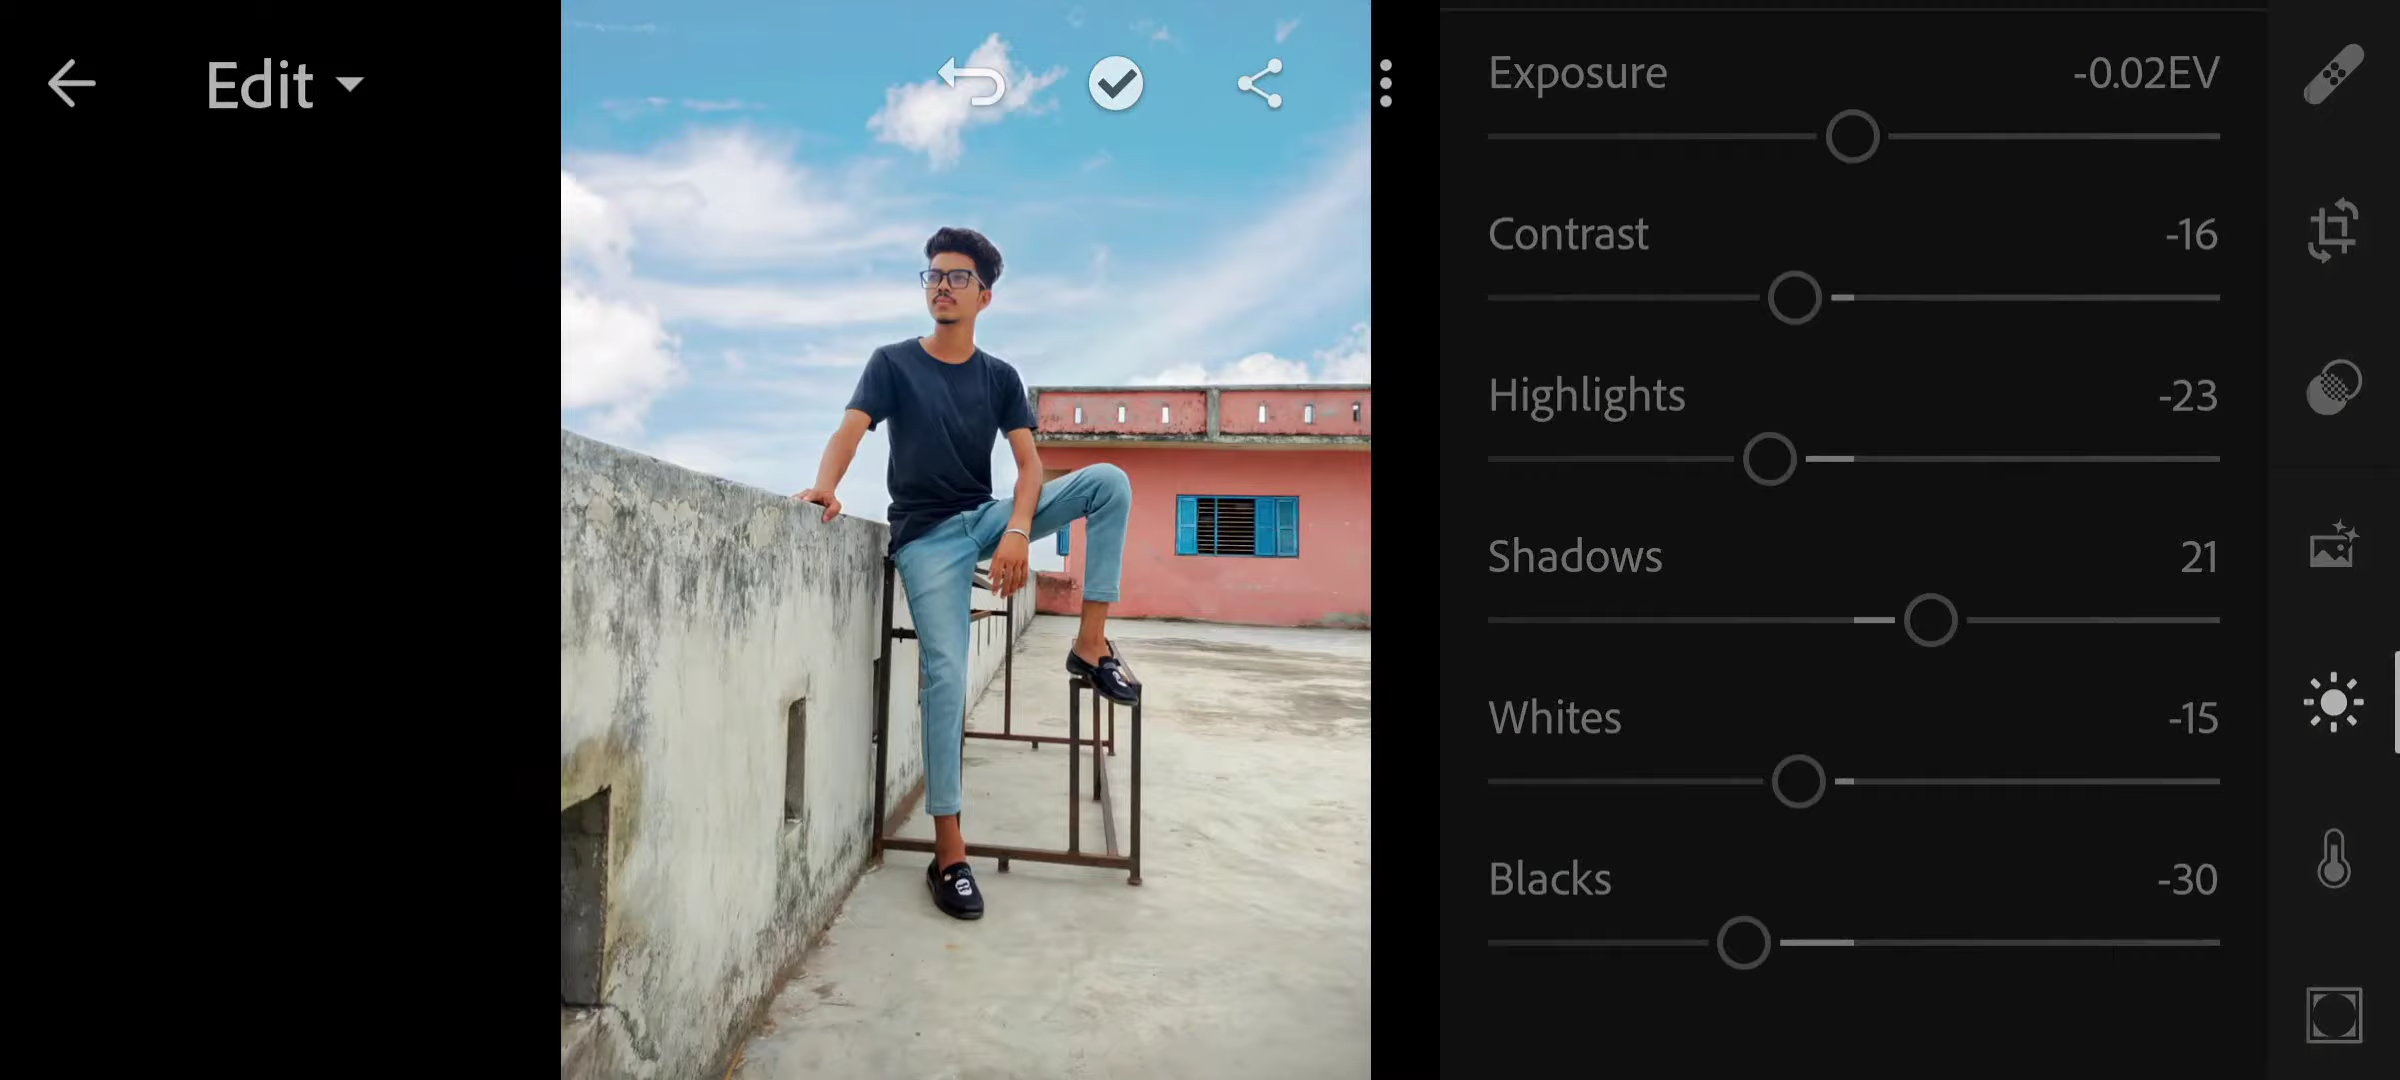 Edit
Exposure -0.02EV
Contrast -16
Highlights -23
Shadows 21
Whites -15
Blacks -30